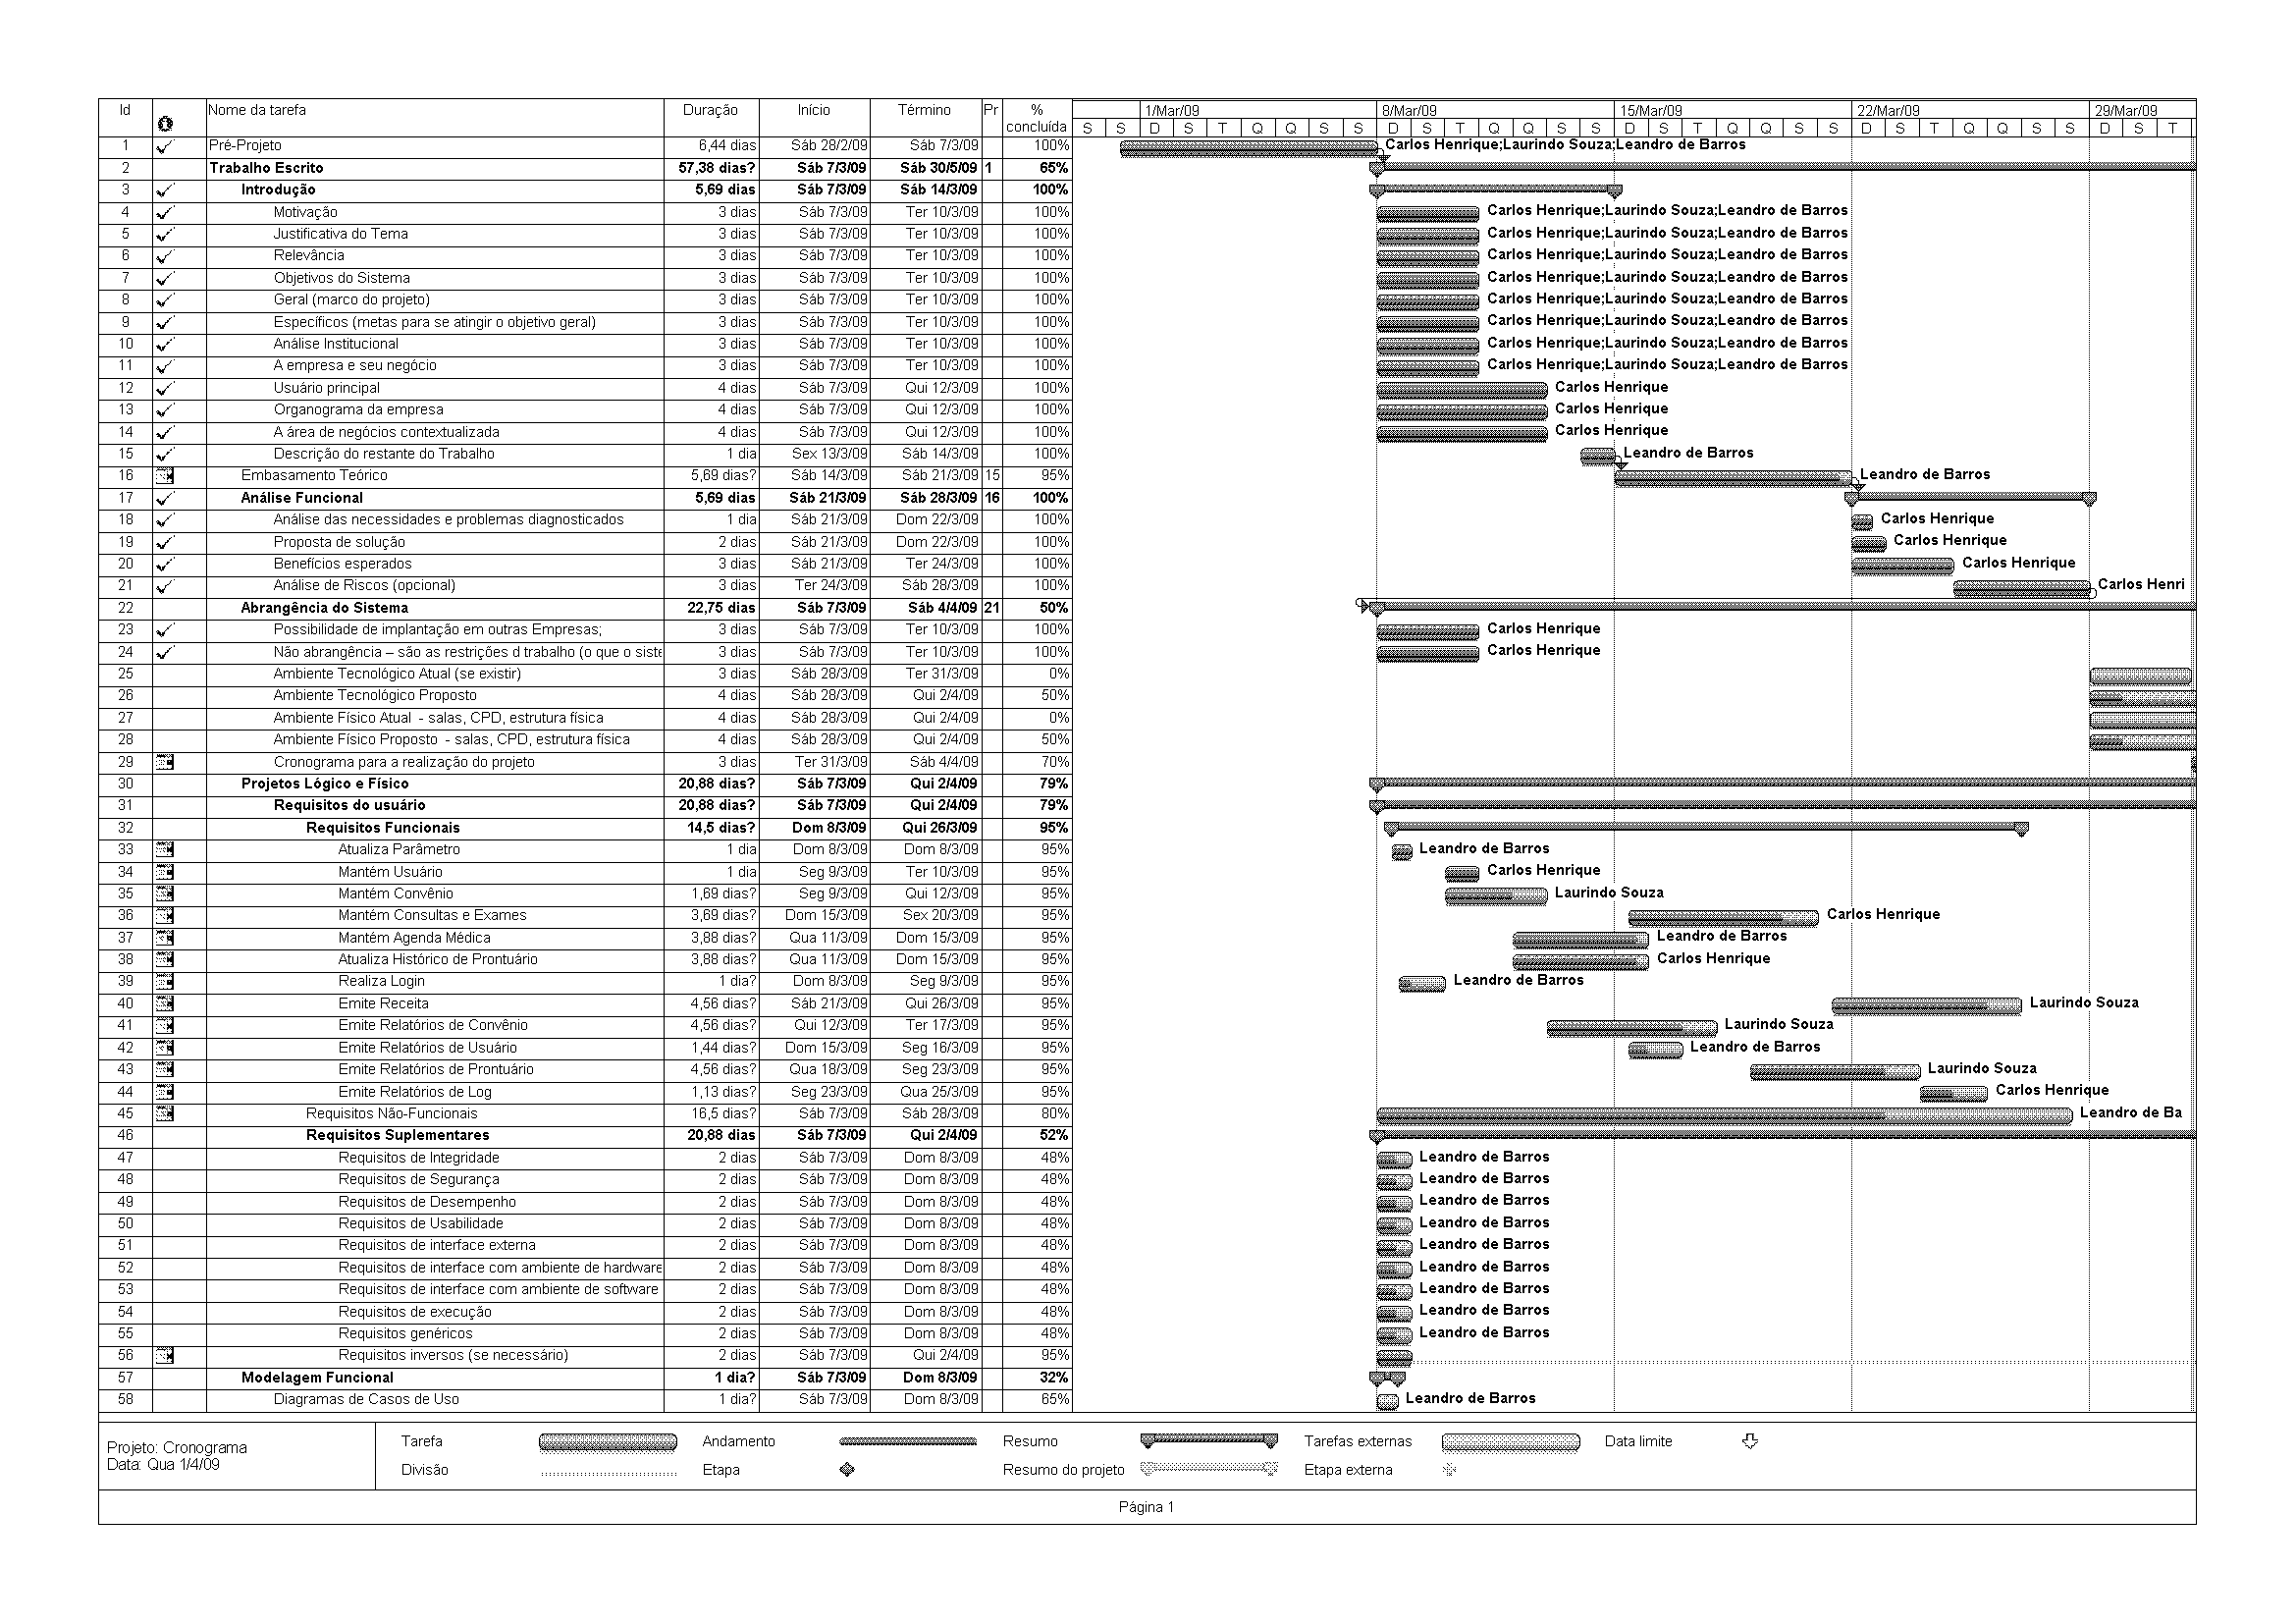 Id Nome da tarefa Duração Início Término Pr % concluída
1/Mar/09 8/Mar/09 15/Mar/09 22/Mar/09 29/Mar/09
S S D S T Q Q S S D S T Q Q S S D S T Q Q S S D S T Q Q S S D S T
1 Pré-Projeto 6,44 dias Sáb 28/2/09 Sáb 7/3/09 100% Carlos Henrique;Laurindo Souza;Leandro de Barros
2 Trabalho Escrito 57,38 dias? Sáb 7/3/09 Sáb 30/5/09 1 65%
3 Introdução 5,69 dias Sáb 7/3/09 Sáb 14/3/09 100%
4 Motivação 3 dias Sáb 7/3/09 Ter 10/3/09 100% Carlos Henrique;Laurindo Souza;Leandro de Barros
5 Justificativa do Tema 3 dias Sáb 7/3/09 Ter 10/3/09 100% Carlos Henrique;Laurindo Souza;Leandro de Barros
6 Relevância 3 dias Sáb 7/3/09 Ter 10/3/09 100% Carlos Henrique;Laurindo Souza;Leandro de Barros
7 Objetivos do Sistema 3 dias Sáb 7/3/09 Ter 10/3/09 100% Carlos Henrique;Laurindo Souza;Leandro de Barros
8 Geral (marco do projeto) 3 dias Sáb 7/3/09 Ter 10/3/09 100% Carlos Henrique;Laurindo Souza;Leandro de Barros
9 Específicos (metas para se atingir o objetivo geral) 3 dias Sáb 7/3/09 Ter 10/3/09 100% Carlos Henrique;Laurindo Souza;Leandro de Barros
10 Análise Institucional 3 dias Sáb 7/3/09 Ter 10/3/09 100% Carlos Henrique;Laurindo Souza;Leandro de Barros
11 A empresa e seu negócio 3 dias Sáb 7/3/09 Ter 10/3/09 100% Carlos Henrique;Laurindo Souza;Leandro de Barros
12 Usuário principal 4 dias Sáb 7/3/09 Qui 12/3/09 100% Carlos Henrique
13 Organograma da empresa 4 dias Sáb 7/3/09 Qui 12/3/09 100% Carlos Henrique
14 A área de negócios contextualizada 4 dias Sáb 7/3/09 Qui 12/3/09 100% Carlos Henrique
15 Descrição do restante do Trabalho 1 dia Sex 13/3/09 Sáb 14/3/09 100% Leandro de Barros
16 Embasamento Teórico 5,69 dias? Sáb 14/3/09 Sáb 21/3/09 15 95% Leandro de Barros
17 Análise Funcional 5,69 dias Sáb 21/3/09 Sáb 28/3/09 16 100%
18 Análise das necessidades e problemas diagnosticados 1 dia Sáb 21/3/09 Dom 22/3/09 100% Carlos Henrique
19 Proposta de solução 2 dias Sáb 21/3/09 Dom 22/3/09 100% Carlos Henrique
20 Benefícios esperados 3 dias Sáb 21/3/09 Ter 24/3/09 100% Carlos Henrique
21 Análise de Riscos (opcional) 3 dias Ter 24/3/09 Sáb 28/3/09 100% Carlos Henri
22 Abrangência do Sistema 22,75 dias Sáb 7/3/09 Sáb 4/4/09 21 50%
23 Possibilidade de implantação em outras Empresas; 3 dias Sáb 7/3/09 Ter 10/3/09 100% Carlos Henrique
24 Não abrangência – são as restrições d trabalho (o que o siste 3 dias Sáb 7/3/09 Ter 10/3/09 100% Carlos Henrique
25 Ambiente Tecnológico Atual (se existir) 3 dias Sáb 28/3/09 Ter 31/3/09 0%
26 Ambiente Tecnológico Proposto 4 dias Sáb 28/3/09 Qui 2/4/09 50%
27 Ambiente Físico Atual - salas, CPD, estrutura física 4 dias Sáb 28/3/09 Qui 2/4/09 0%
28 Ambiente Físico Proposto - salas, CPD, estrutura física 4 dias Sáb 28/3/09 Qui 2/4/09 50%
29 Cronograma para a realização do projeto 3 dias Ter 31/3/09 Sáb 4/4/09 70%
30 Projetos Lógico e Físico 20,88 dias? Sáb 7/3/09 Qui 2/4/09 79%
31 Requisitos do usuário 20,88 dias? Sáb 7/3/09 Qui 2/4/09 79%
32 Requisitos Funcionais 14,5 dias? Dom 8/3/09 Qui 26/3/09 95%
33 Atualiza Parâmetro 1 dia Dom 8/3/09 Dom 8/3/09 95% Leandro de Barros
34 Mantém Usuário 1 dia Seg 9/3/09 Ter 10/3/09 95% Carlos Henrique
35 Mantém Convênio 1,69 dias? Seg 9/3/09 Qui 12/3/09 95% Laurindo Souza
36 Mantém Consultas e Exames 3,69 dias? Dom 15/3/09 Sex 20/3/09 95% Carlos Henrique
37 Mantém Agenda Médica 3,88 dias? Qua 11/3/09 Dom 15/3/09 95% Leandro de Barros
38 Atualiza Histórico de Prontuário 3,88 dias? Qua 11/3/09 Dom 15/3/09 95% Carlos Henrique
39 Realiza Login 1 dia? Dom 8/3/09 Seg 9/3/09 95% Leandro de Barros
40 Emite Receita 4,56 dias? Sáb 21/3/09 Qui 26/3/09 95% Laurindo Souza
41 Emite Relatórios de Convênio 4,56 dias? Qui 12/3/09 Ter 17/3/09 95% Laurindo Souza
42 Emite Relatórios de Usuário 1,44 dias? Dom 15/3/09 Seg 16/3/09 95% Leandro de Barros
43 Emite Relatórios de Prontuário 4,56 dias? Qua 18/3/09 Seg 23/3/09 95% Laurindo Souza
44 Emite Relatórios de Log 1,13 dias? Seg 23/3/09 Qua 25/3/09 95% Carlos Henrique
45 Requisitos Não-Funcionais 16,5 dias? Sáb 7/3/09 Sáb 28/3/09 80% Leandro de Ba
46 Requisitos Suplementares 20,88 dias Sáb 7/3/09 Qui 2/4/09 52%
47 Requisitos de Integridade 2 dias Sáb 7/3/09 Dom 8/3/09 48% Leandro de Barros
48 Requisitos de Segurança 2 dias Sáb 7/3/09 Dom 8/3/09 48% Leandro de Barros
49 Requisitos de Desempenho 2 dias Sáb 7/3/09 Dom 8/3/09 48% Leandro de Barros
50 Requisitos de Usabilidade 2 dias Sáb 7/3/09 Dom 8/3/09 48% Leandro de Barros
51 Requisitos de interface externa 2 dias Sáb 7/3/09 Dom 8/3/09 48% Leandro de Barros
52 Requisitos de interface com ambiente de hardware 2 dias Sáb 7/3/09 Dom 8/3/09 48% Leandro de Barros
53 Requisitos de interface com ambiente de software 2 dias Sáb 7/3/09 Dom 8/3/09 48% Leandro de Barros
54 Requisitos de execução 2 dias Sáb 7/3/09 Dom 8/3/09 48% Leandro de Barros
55 Requisitos genéricos 2 dias Sáb 7/3/09 Dom 8/3/09 48% Leandro de Barros
56 Requisitos inversos (se necessário) 2 dias Sáb 7/3/09 Qui 2/4/09 95%
57 Modelagem Funcional 1 dia? Sáb 7/3/09 Dom 8/3/09 32%
58 Diagramas de Casos de Uso 1 dia? Sáb 7/3/09 Dom 8/3/09 65% Leandro de Barros
Projeto: Cronograma
Data: Qua 1/4/09
Tarefa Andamento Resumo Tarefas externas Data limite
Divisão Etapa Resumo do projeto Etapa externa
Página 1